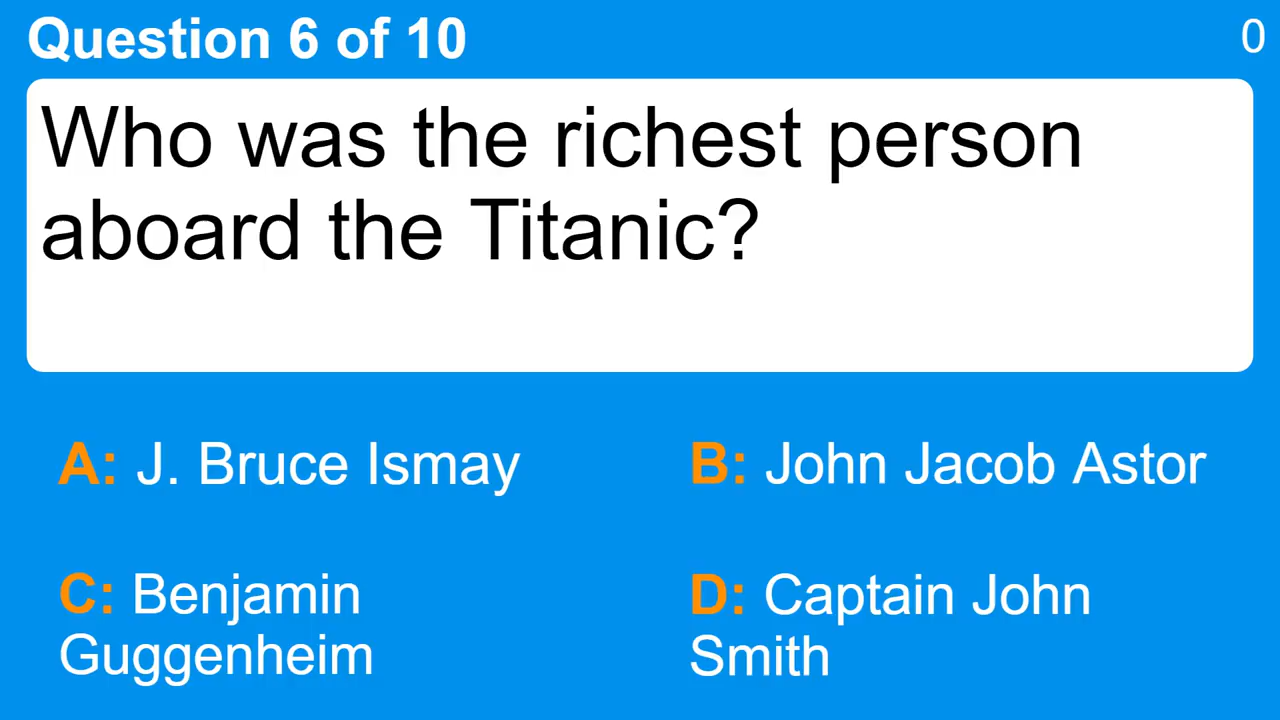 Question 6 of 10
0
Who was the richest person
aboard the Titanic?
A: J. Bruce Ismay
B: John Jacob Astor
C: Benjamin
Guggenheim
D: Captain John
Smith